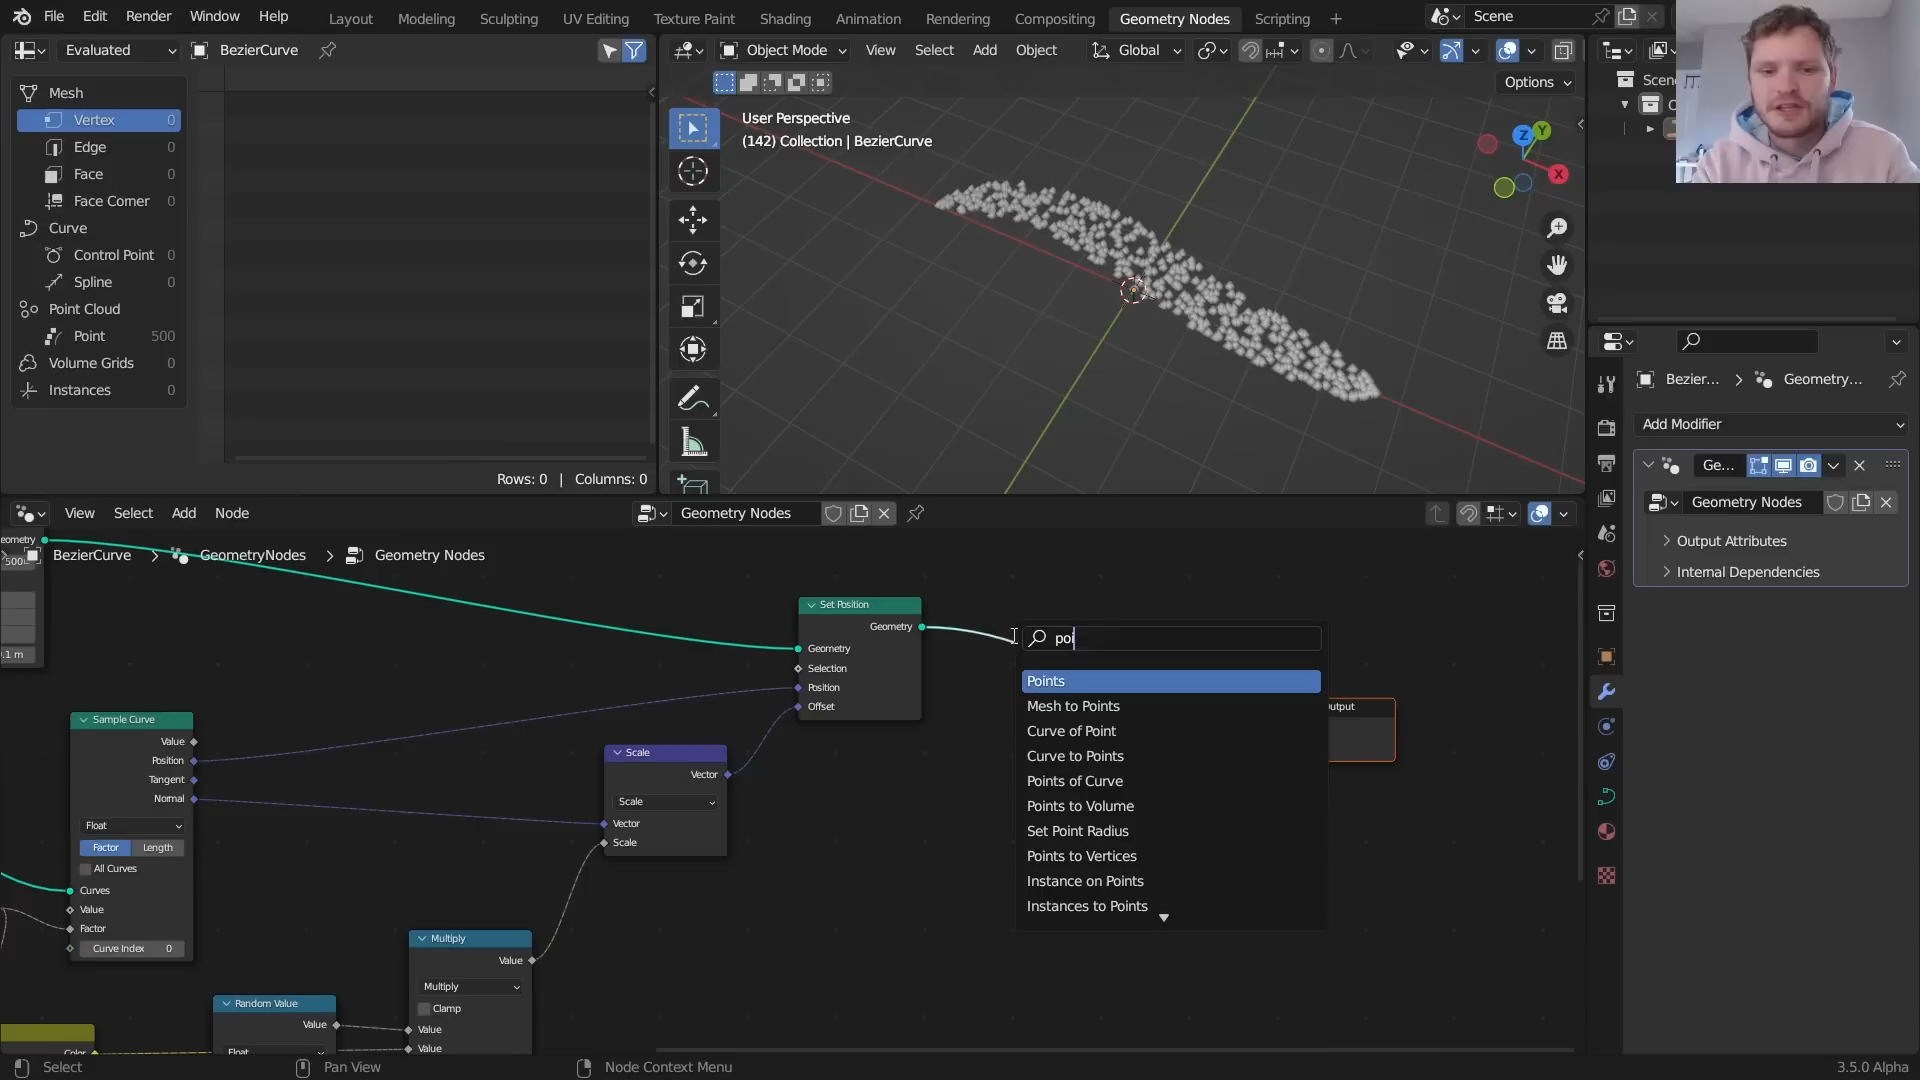 File Edit Render Window Help
Layout Modeling Sculpting UV Editing Texture Paint Shading Animation Rendering Compositing Geometry Nodes Scripting +
Scene
Evaluated BezierCurve
Object Mode View Select Add Object Global
Options
Mesh
Vertex 0
Edge 0
Face 0
Face Corner 0
Curve
Control Point 0
Spline 0
Point Cloud
Point 500
Volume Grids 0
Instances 0
Rows: 0 | Columns: 0
User Perspective
(142) Collection | BezierCurve
Z Y X
Scene
Bezier... > Geometry...
Add Modifier
Ge...
Geometry Nodes
Output Attributes
Internal Dependencies
View Select Add Node
Geometry Nodes
BezierCurve > GeometryNodes > Geometry Nodes
500
.1 m
Set Position
Geometry
Geometry
Selection
Position
Offset
Sample Curve
Value
Position
Tangent
Normal
Float
Factor Length
All Curves
Curves
Value
Factor
Curve Index 0
Scale
Vector
Scale
Vector
Scale
Multiply
Value
Multiply
Clamp
Value
Value
Random Value
Value
Float
Color
poi
Points
Mesh to Points
Curve of Point
Curve to Points
Points of Curve
Points to Volume
Set Point Radius
Points to Vertices
Instance on Points
Instances to Points
Select
Pan View
Node Context Menu
3.5.0 Alpha